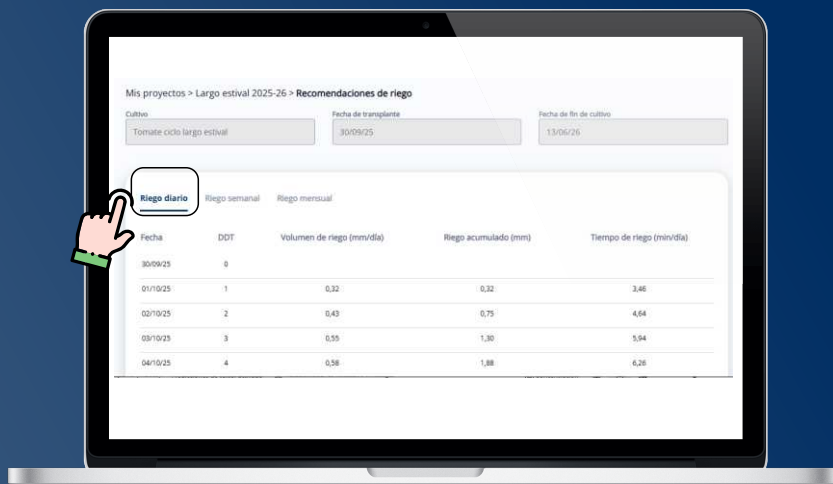 Mis proyectos > Largo estival 2025-26 > Recomendaciones de riego
Cultivo Fecha de transplante Fecha de fin de cultivo
Tomate ciclo largo estival 30/09/25 13/06/26
Riego diario Riego semanal Riego mensual
Fecha DDT Volumen de riego (mm/día) Riego acumulado (mm) Tiempo de riego (min/día)
30/09/25 0
01/10/25 1 0,32 0,32 3,46
02/10/25 2 0,43 0,75 4,64
03/10/25 3 0,55 1,30 5,94
04/10/25 4 0,58 1,88 6,26